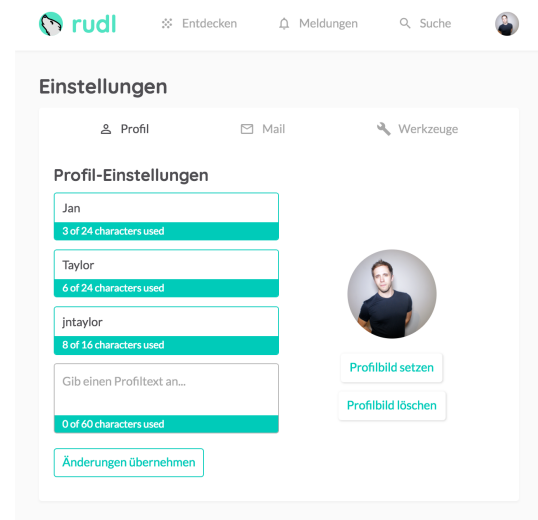 rudl
Entdecken
Meldungen
Suche
Einstellungen
Profil
Mail
Werkzeuge
Profil-Einstellungen
Jan
3 of 24 characters used
Taylor
6 of 24 characters used
jntaylor
8 of 16 characters used
Gib einen Profiltext an...
0 of 60 characters used
Änderungen übernehmen
Profilbild setzen
Profilbild löschen